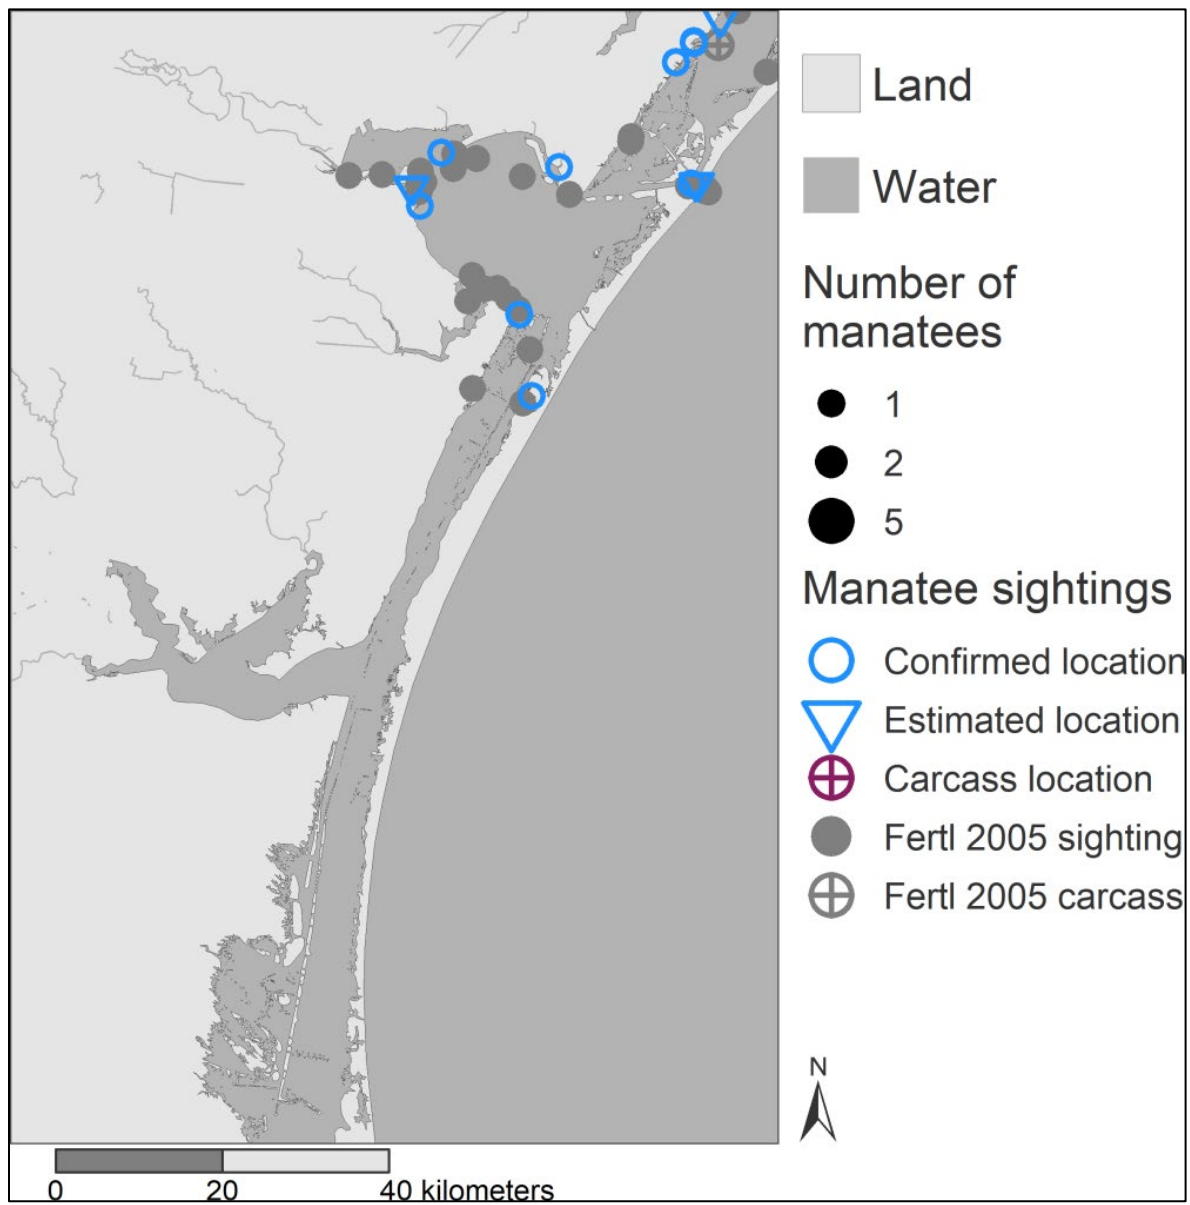 Land
Water
Number of
manatees
1
2
5
Manatee sightings
Confirmed location
Estimated location
Carcass location
Fertl 2005 sighting
Fertl 2005 carcass
N
0 20 40 kilometers